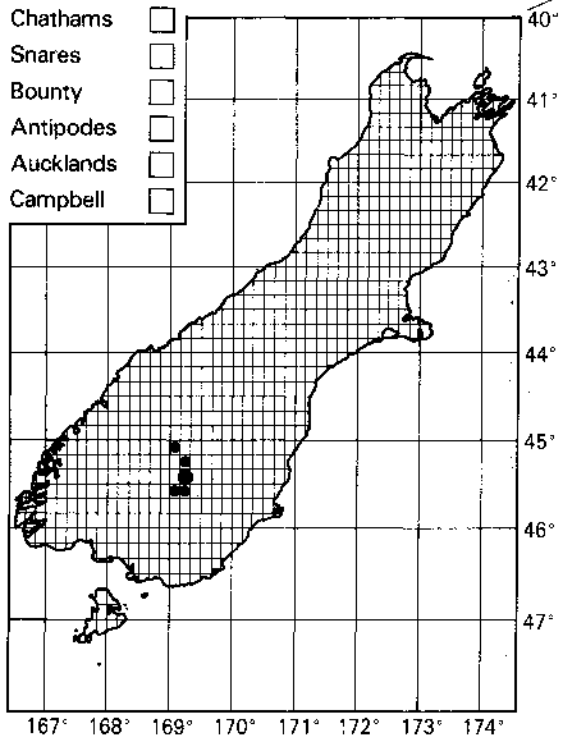 Chathams
Snares
Bounty
Antipodes
Aucklands
Campbell
40°
41°
42°
43°
44°
45°
46°
47°
167° 168° 169° 170° 171° 172° 173° 174°